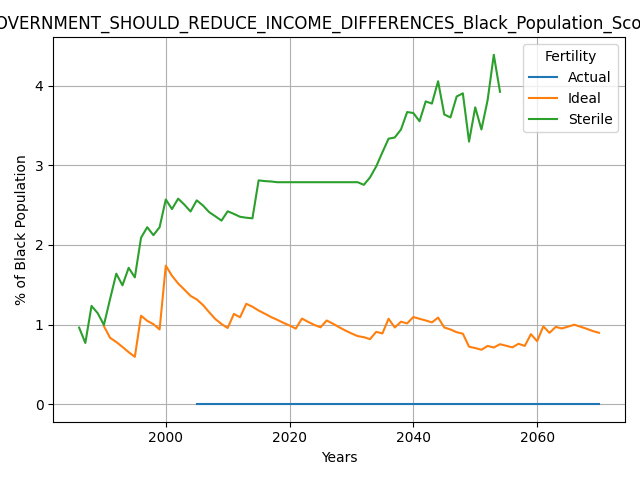 OVERNMENT_SHOULD_REDUCE_INCOME_DIFFERENCES_Black_Population_Sco
Fertility
Actual
Ideal
Sterile
% of Black Population
4
3
2
1
0
2000 2020 2040 2060
Years